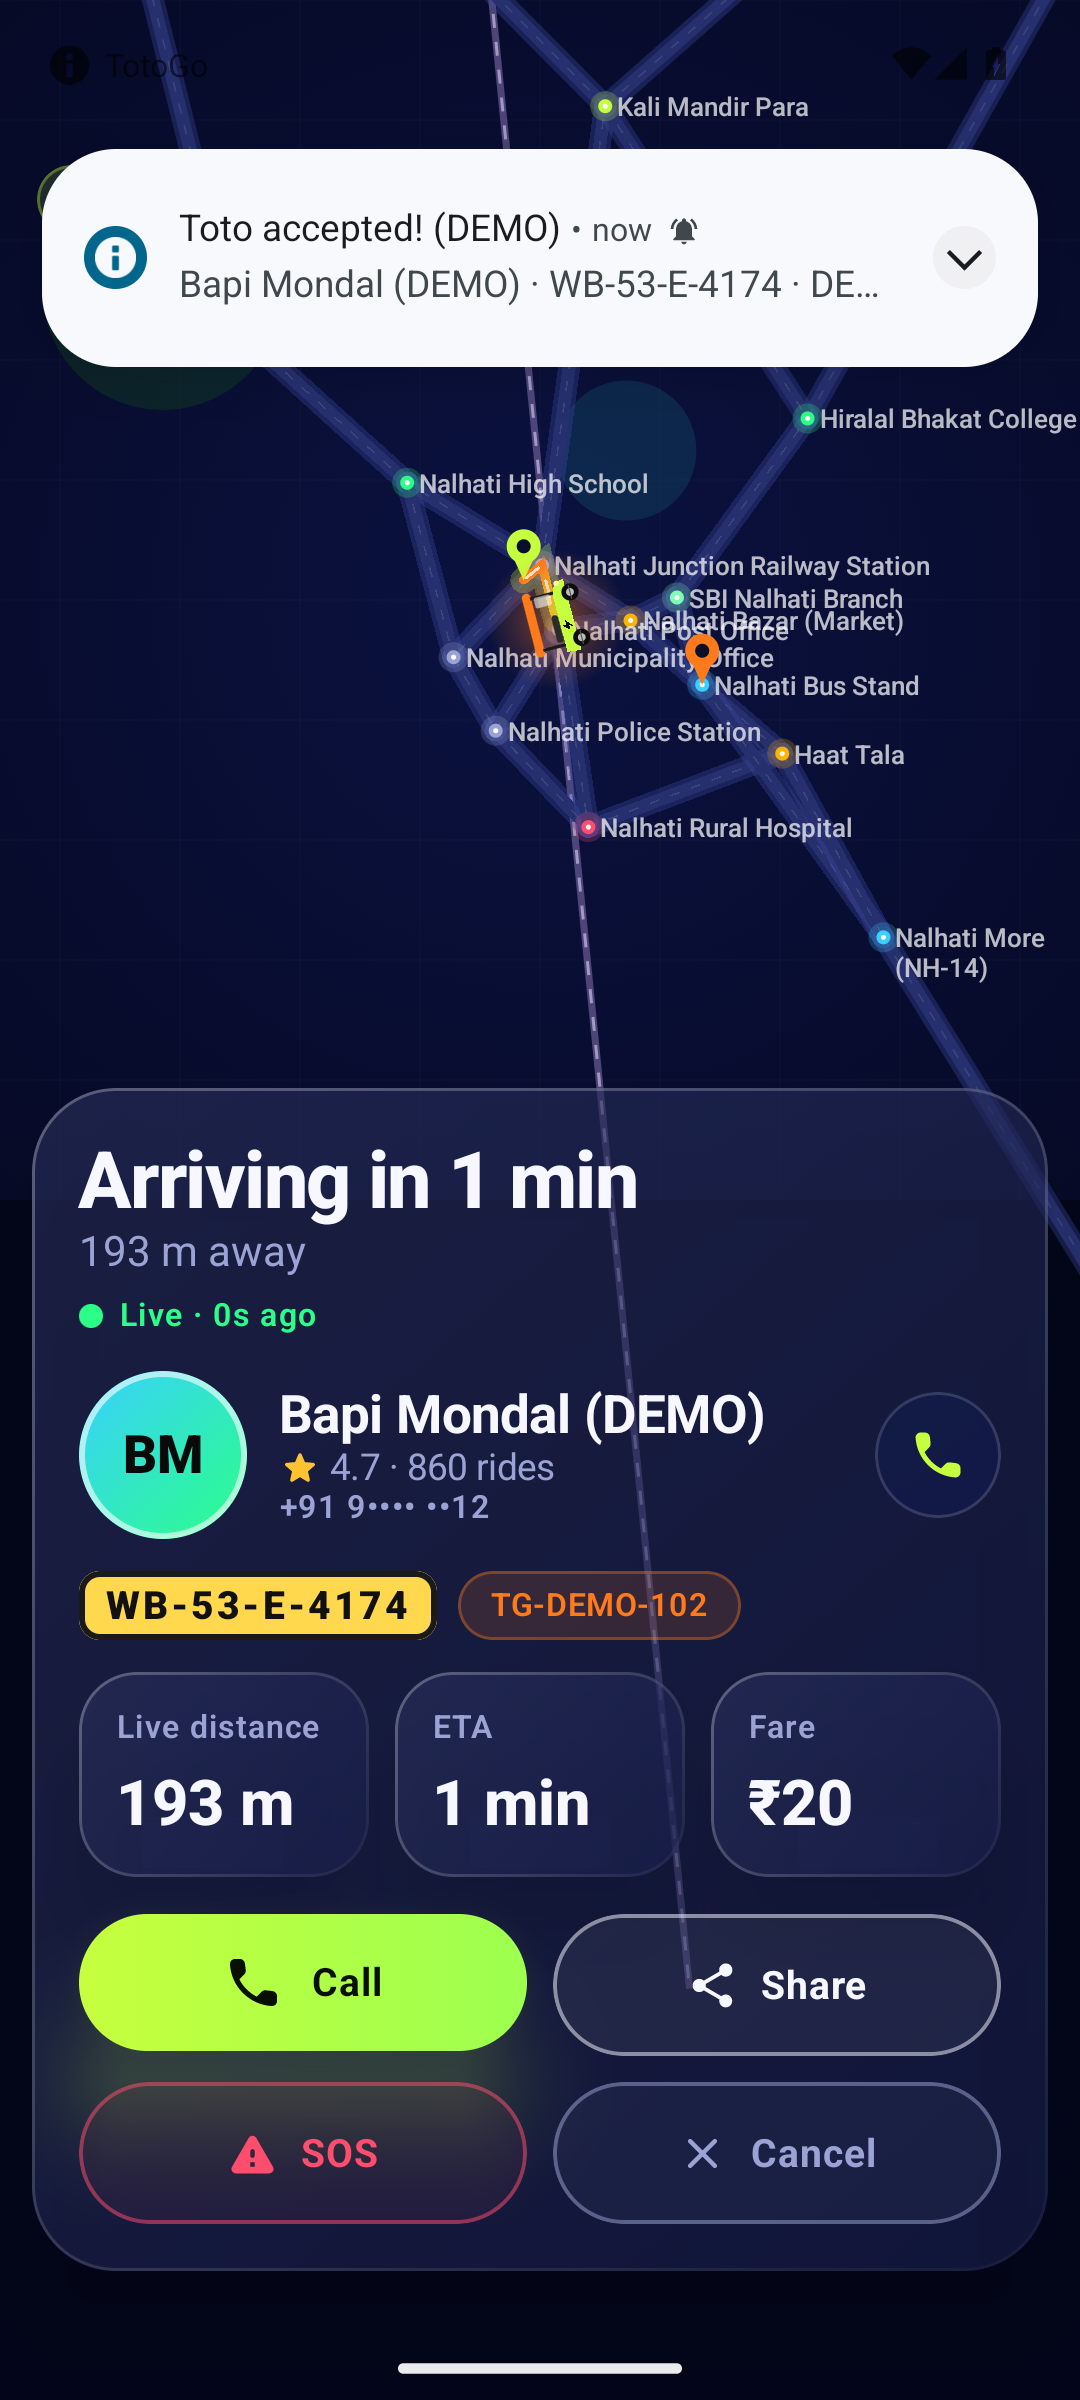 TotoGo
Kali Mandir Para
Toto accepted! (DEMO) • now
Bapi Mondal (DEMO) · WB-53-E-4174 · DE…
Hiralal Bhakat College
Nalhati High School
Nalhati Junction Railway Station
SBI Nalhati Branch
Nalhati Bazar (Market)
Nalhati Post Office
Nalhati Municipality Office
Nalhati Bus Stand
Nalhati Police Station
Haat Tala
Nalhati Rural Hospital
Nalhati More
(NH-14)
Arriving in 1 min
193 m away
Live · 0s ago
BM
Bapi Mondal (DEMO)
4.7 · 860 rides
+91 9•••• ••12
WB-53-E-4174
TG-DEMO-102
Live distance
193 m
ETA
1 min
Fare
₹20
Call
Share
SOS
Cancel